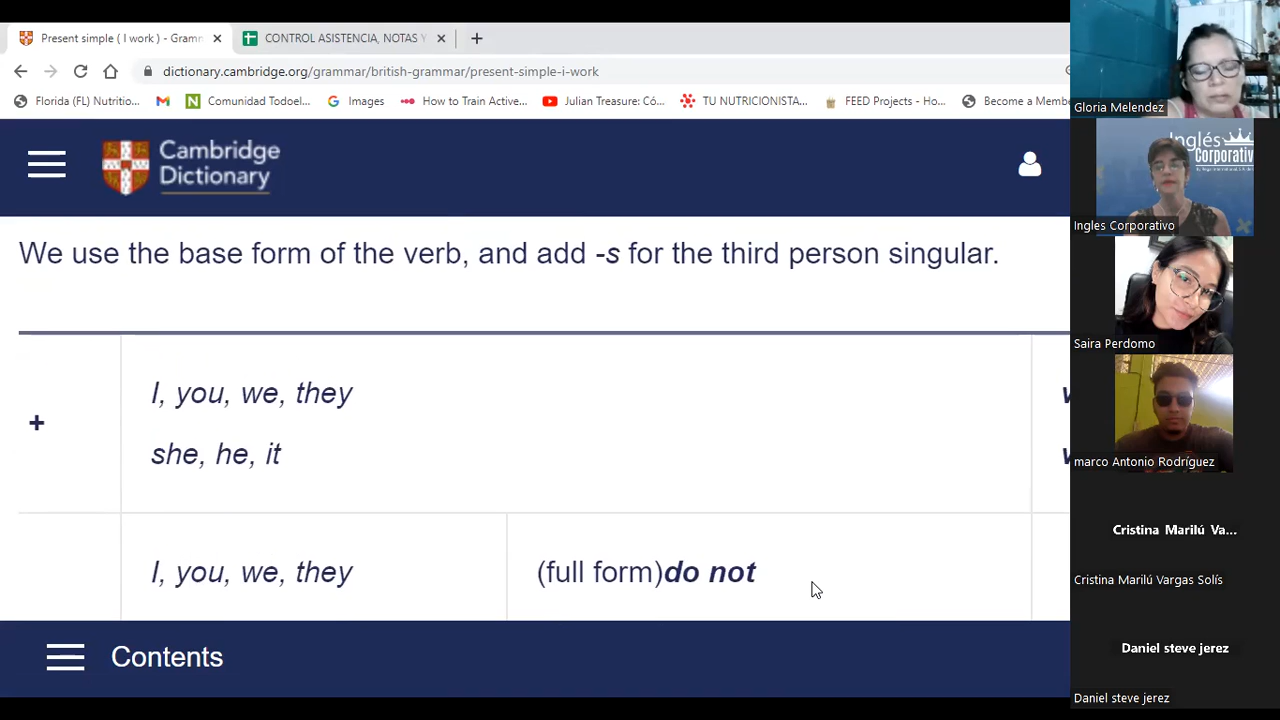 Present simple ( I work ) - Gramm
CONTROL ASISTENCIA, NOTAS Y
dictionary.cambridge.org/grammar/british-grammar/present-simple-i-work
Florida (FL) Nutritio...
Comunidad Todoel...
Images
How to Train Active...
Julian Treasure: Có...
TU NUTRICIONISTA...
FEED Projects - Ho...
Become a Membe
Cambridge
Dictionary
We use the base form of the verb, and add -s for the third person singular.
+
I, you, we, they
she, he, it
I, you, we, they
(full form)do not
Contents
Gloria Melendez
Inglés
Corporativo
Ingles Corporativo
Saira Perdomo
marco Antonio Rodríguez
Cristina Marilú Va...
Cristina Marilú Vargas Solís
Daniel steve jerez
Daniel steve jerez